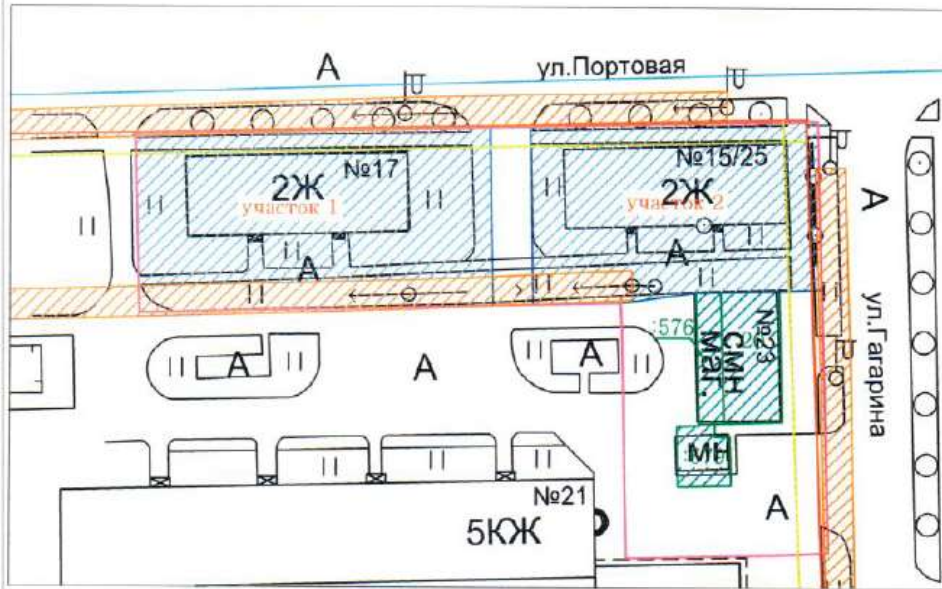 А
ул.Портовая
№17
№15/25
2Ж
2Ж
участок 1
участок 2
А
А
А
ул.Гагарина
:576
№23
СМН
маг.
А
А
А
МН
№21
5КЖ
А